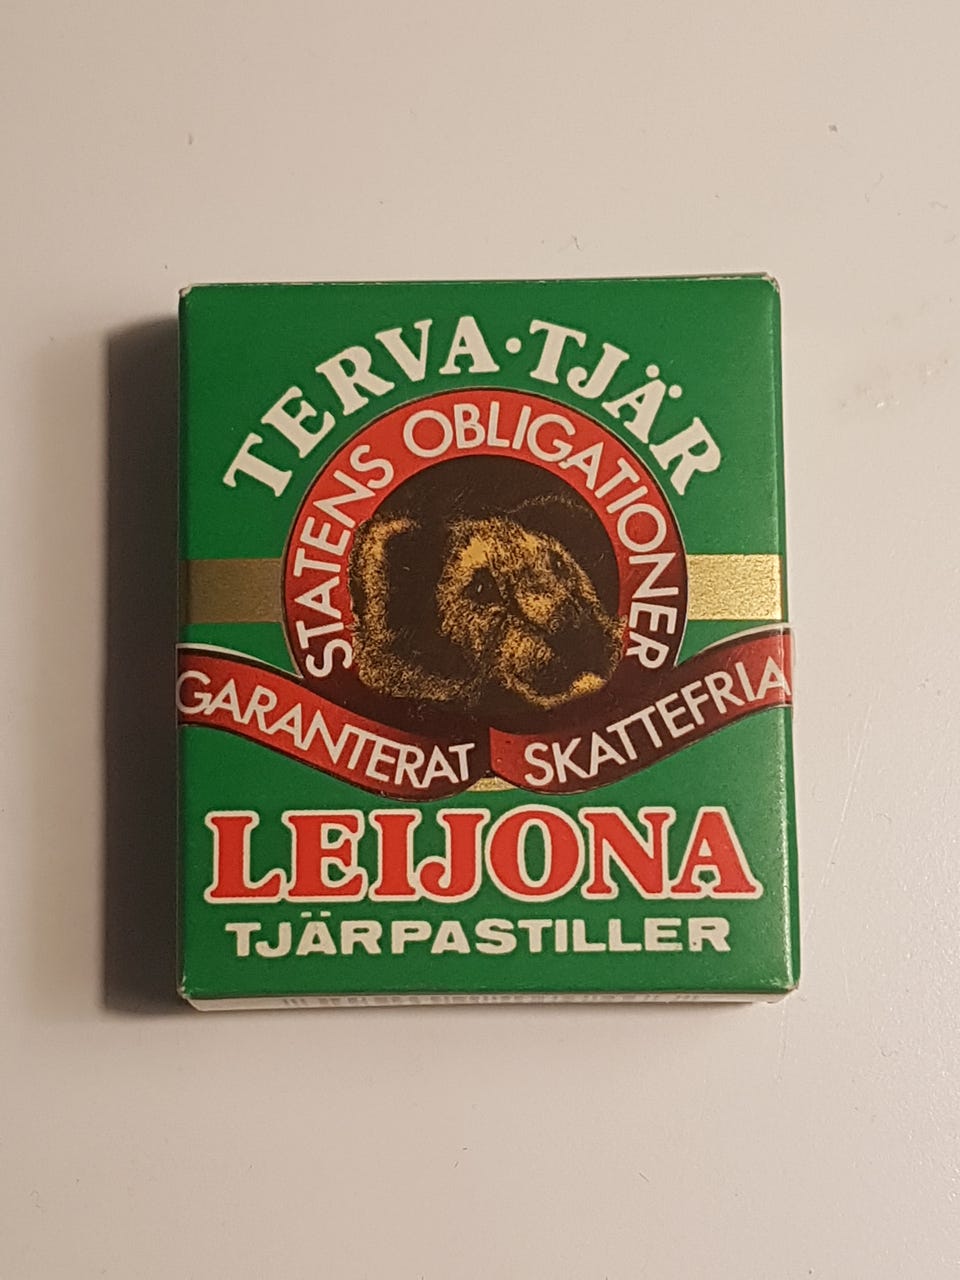 TERVA·TJÄR
STATENS OBLIGATIONER
GARANTERAT SKATTEFRIA
LEIJONA
TJÄRPASTILLER